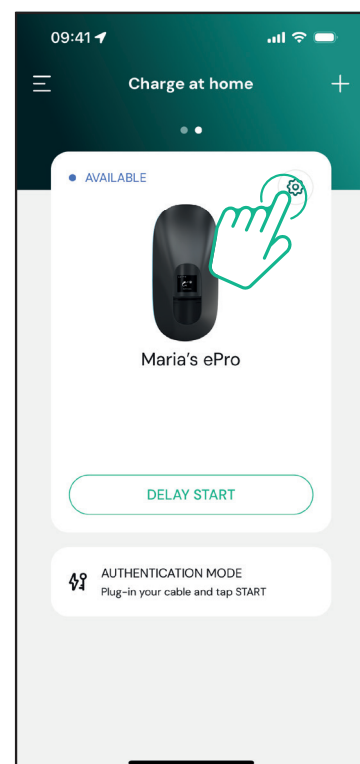 09:41
Charge at home
AVAILABLE
Maria's ePro
DELAY START
AUTHENTICATION MODE
Plug-in your cable and tap START